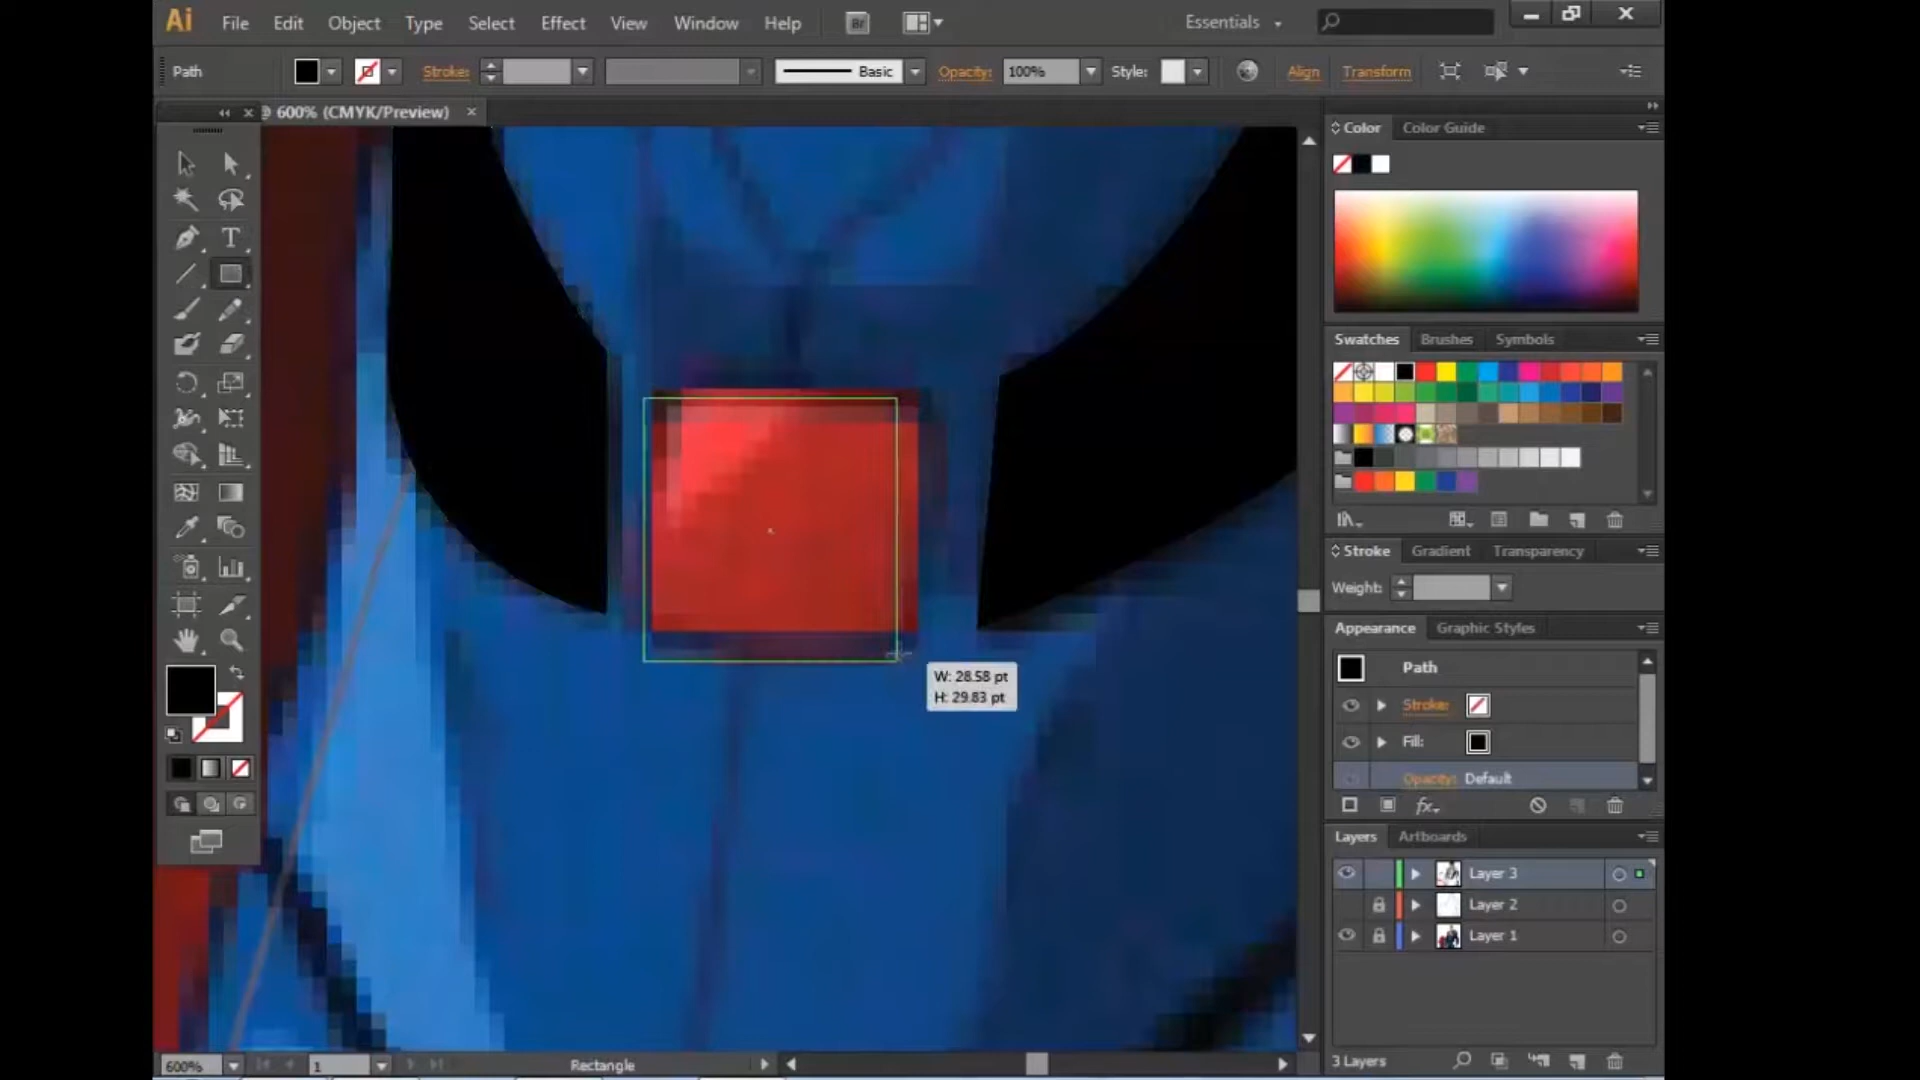 Ai File Edit Object Type Select Effect View Window Help Br Essentials
Path Stroke: Basic Opacity: 100% Style: Align Transform
600% (CMYK/Preview)
Color Color Guide
Swatches Brushes Symbols
Stroke Gradient Transparency
Weight:
Appearance Graphic Styles
Path
Stroke:
Fill:
Opacity: Default
fx
W: 28.58 pt
H: 29.83 pt
Layers Artboards
Layer 3
Layer 2
Layer 1
3 Layers
600% 1 Rectangle